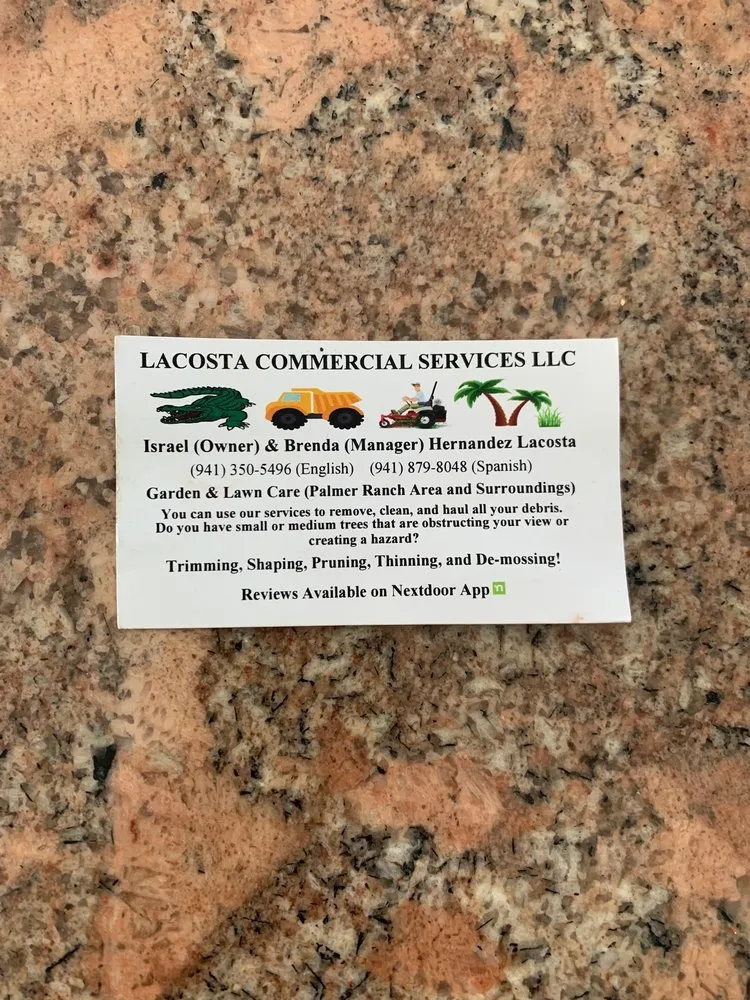 LACOSTA COMMERCIAL SERVICES LLC
Israel (Owner) & Brenda (Manager) Hernandez Lacosta
(941) 350-5496 (English) (941) 879-8048 (Spanish)
Garden & Lawn Care (Palmer Ranch Area and Surroundings)
You can use our services to remove, clean, and haul all your debris.
Do you have small or medium trees that are obstructing your view or
creating a hazard?
Trimming, Shaping, Pruning, Thinning, and De-mossing!
Reviews Available on Nextdoor App n